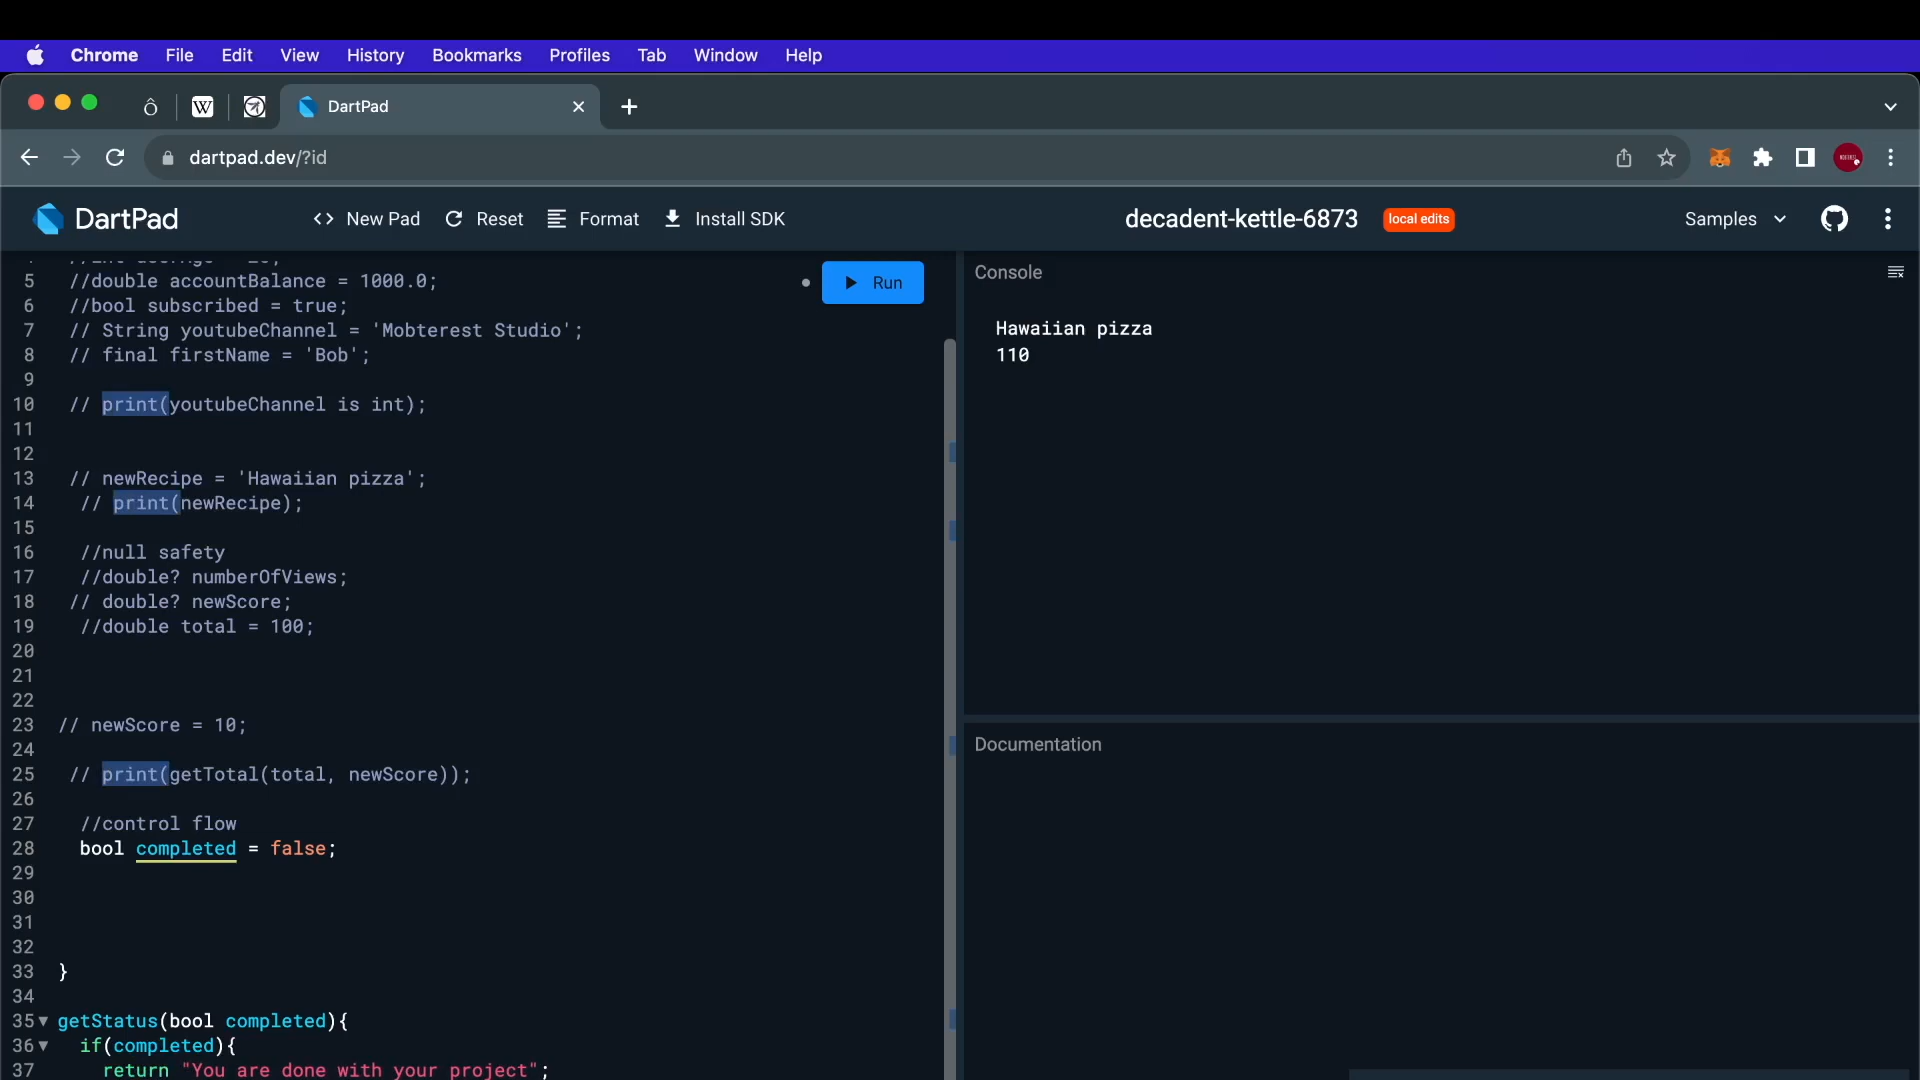 Chrome File Edit View History Bookmarks Profiles Tab Window Help
W DartPad
dartpad.dev/?id
DartPad New Pad Reset Format Install SDK decadent-kettle-6873 local edits Samples
5 //double accountBalance = 1000.0;
Run
6 //bool subscribed = true;
7 // String youtubeChannel = 'Mobterest Studio';
8 // final firstName = 'Bob';
9
10 // print(youtubeChannel is int);
11
12
13 // newRecipe = 'Hawaiian pizza';
14 // print(newRecipe);
15
16 //null safety
17 //double? numberOfViews;
18 // double? newScore;
19 //double total = 100;
20
21
22
23 // newScore = 10;
24
25 // print(getTotal(total, newScore));
26
27 //control flow
28 bool completed = false;
29
30
31
32
33 }
34
35 getStatus(bool completed){
36 if(completed){
37 return "You are done with your project";
Console
Hawaiian pizza
110
Documentation